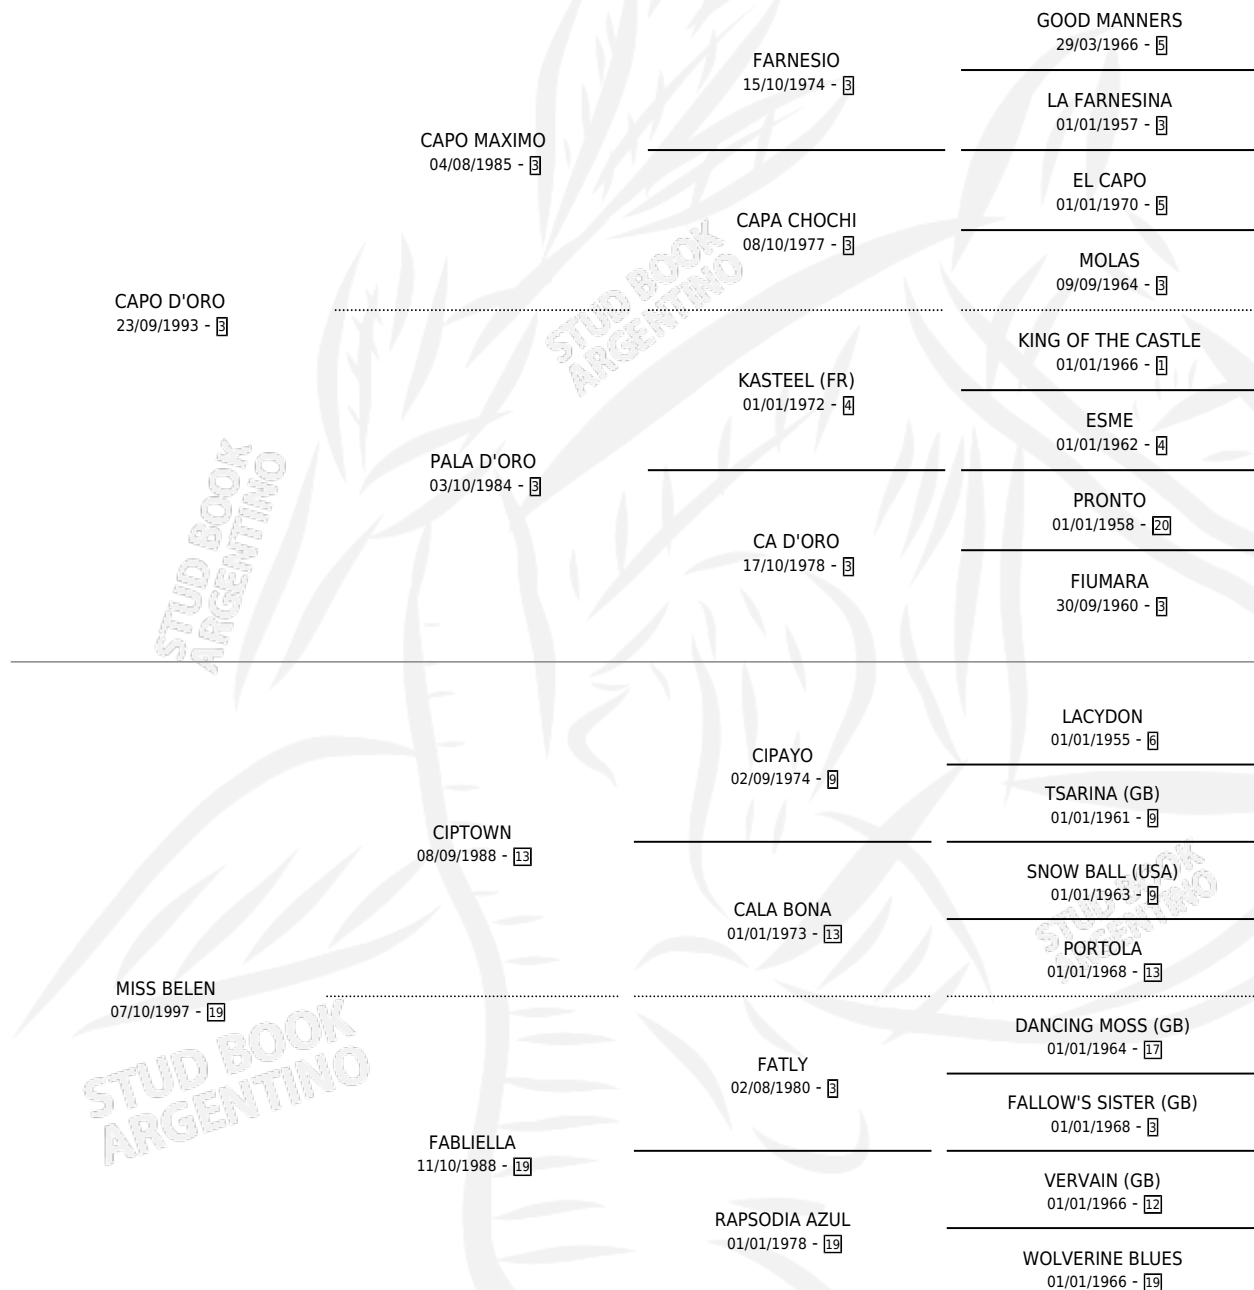 GOOD MANNERS
29/03/1966 - 5
FARNESIO
15/10/1974 - 3
LA FARNESINA
01/01/1957 - 3
CAPO MAXIMO
04/08/1985 - 3
EL CAPO
01/01/1970 - 5
CAPA CHOCHI
08/10/1977 - 3
MOLAS
09/09/1964 - 3
CAPO D'ORO
23/09/1993 - 3
STUD BOOK
ARGENTINO
KING OF THE CASTLE
01/01/1966 - 1
KASTEEL (FR)
01/01/1972 - 4
ESME
01/01/1962 - 4
PALA D'ORO
03/10/1984 - 3
PRONTO
01/01/1958 - 20
CA D'ORO
17/10/1978 - 3
FIUMARA
30/09/1960 - 3
STUD BOOK
ARGENTINO
LACYDON
01/01/1955 - 6
CIPAYO
02/09/1974 - 9
TSARINA (GB)
01/01/1961 - 9
CIPTOWN
08/09/1988 - 13
SNOW BALL (USA)
01/01/1963 - 9
CALA BONA
01/01/1973 - 13
STUD BOOK
ARGENTINO
PORTOLA
01/01/1968 - 13
MISS BELEN
07/10/1997 - 19
DANCING MOSS (GB)
01/01/1964 - 17
FATLY
02/08/1980 - 3
STUD BOOK
ARGENTINO
FALLOW'S SISTER (GB)
01/01/1968 - 3
FABLIELLA
11/10/1988 - 19
VERVAIN (GB)
01/01/1966 - 12
RAPSODIA AZUL
01/01/1978 - 19
WOLVERINE BLUES
01/01/1966 - 19